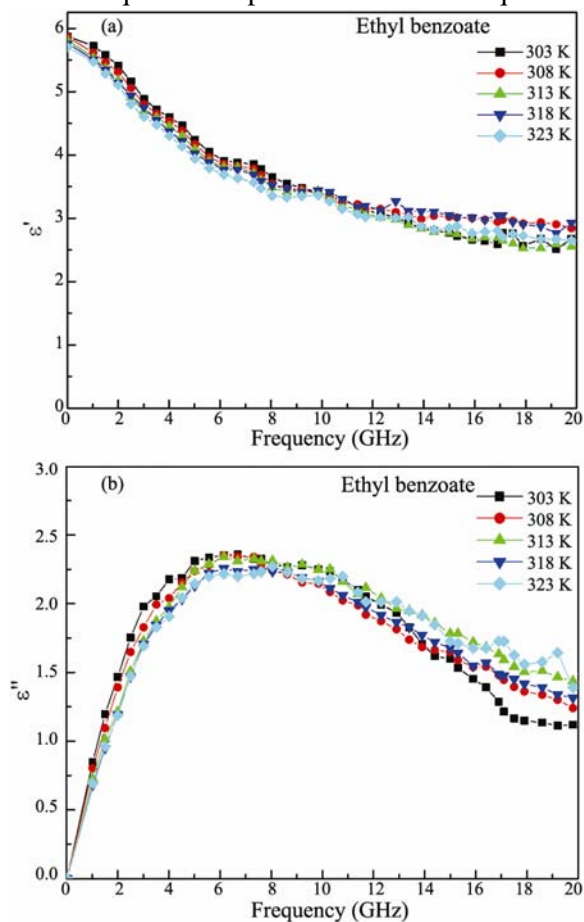 (a)
Ethyl benzoate
303 K
308 K
313 K
318 K
323 K
6
5
4
3
2
1
0
ε'
0 2 4 6 8 10 12 14 16 18 20
Frequency (GHz)
(b)
Ethyl benzoate
303 K
308 K
313 K
318 K
323 K
3.0
2.5
2.0
1.5
1.0
0.5
0.0
ε"
0 2 4 6 8 10 12 14 16 18 20
Frequency (GHz)